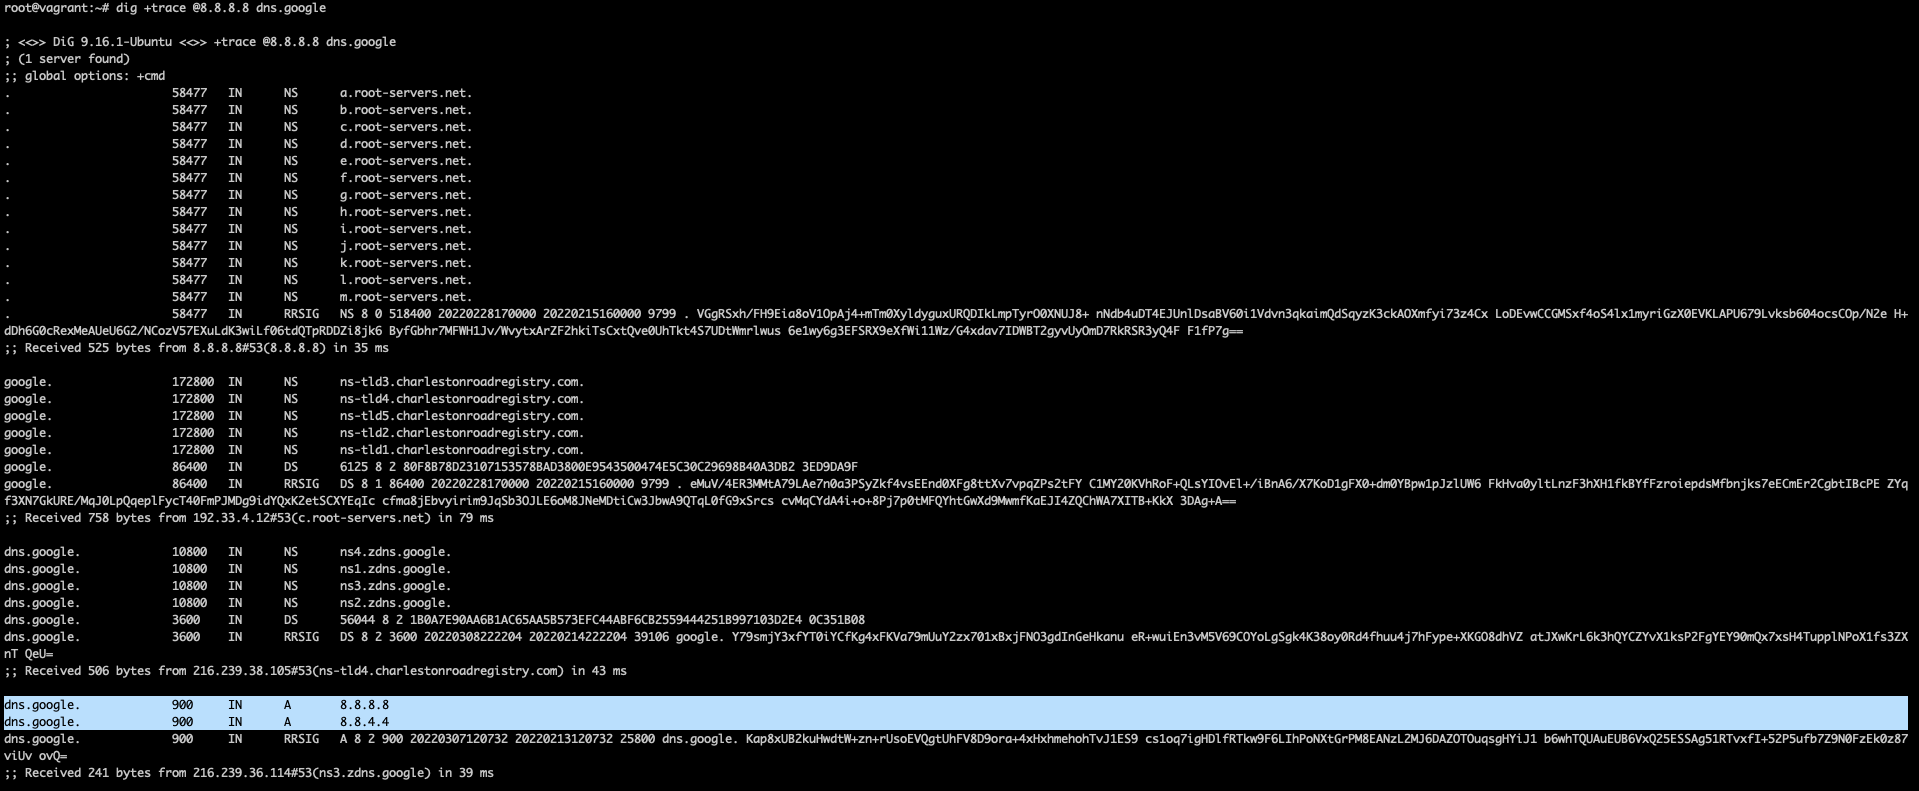 root@vagrant:~# dig +trace @8.8.8.8 dns.google
; <<>> DiG 9.16.1-Ubuntu <<>> +trace @8.8.8.8 dns.google
; (1 server found)
;; global options: +cmd
. 58477 IN NS a.root-servers.net.
. 58477 IN NS b.root-servers.net.
. 58477 IN NS c.root-servers.net.
. 58477 IN NS d.root-servers.net.
. 58477 IN NS e.root-servers.net.
. 58477 IN NS f.root-servers.net.
. 58477 IN NS g.root-servers.net.
. 58477 IN NS h.root-servers.net.
. 58477 IN NS i.root-servers.net.
. 58477 IN NS j.root-servers.net.
. 58477 IN NS k.root-servers.net.
. 58477 IN NS l.root-servers.net.
. 58477 IN NS m.root-servers.net.
. 58477 IN RRSIG NS 8 0 518400 20220228170000 20220215160000 9799 . VGgRSxh/FH9Eia8oV1OpAj4+mTm0XyldyguxURQDIkLmpTyrO0XNUJ8+ nNdb4uDT4EJUnlDsaBV60i1Vdvn3qkaimQdSqyzK3ckAOXmfyi73z4Cx LoDEvwCCGMSxf4oS4lx1myriGzX0EVKLAPU679Lvksb604ocsCOp/N2e H+
dDh6G0cRexMeAUeU6G2/NCozV57EXuLdK3wiLf06tdQTpRDDZi8jk6 ByfGbhr7MFWH1Jv/WvytxArZF2hkiTsCxtQve0UhTkt4S7UDtWmrlwus 6e1wy6g3EFSRX9eXfWi11Wz/G4xdav7IDWBT2gyvUyOmD7RkRSR3yQ4F F1fP7g==
;; Received 525 bytes from 8.8.8.8#53(8.8.8.8) in 35 ms
google. 172800 IN NS ns-tld3.charlestonroadregistry.com.
google. 172800 IN NS ns-tld4.charlestonroadregistry.com.
google. 172800 IN NS ns-tld5.charlestonroadregistry.com.
google. 172800 IN NS ns-tld2.charlestonroadregistry.com.
google. 172800 IN NS ns-tld1.charlestonroadregistry.com.
google. 86400 IN DS 6125 8 2 80F8B78D23107153578BAD3800E9543500474E5C30C29698B40A3DB2 3ED9DA9F
google. 86400 IN RRSIG DS 8 1 86400 20220228170000 20220215160000 9799 . eMuV/4ER3MMtA79LAe7n0q3PSyZkf4vsEEnd0XFg8ttXv7vpqZPs2tFY C1MY20KVhRoF+QLsYIOvEl+/iBnA6/X7KoD1gFX0+dm0YBpw1pJzlUW6 FkHva0yltLnzF3hXH1fkBYfFzroiepdsMfbnjks7eECmEr2CgbtIBcPE ZYq
f3XN7GkURE/MqJ0LpQqeplFycT40FmPJMDg9idYQxK2etSCXYEqIc cfma8jEbvyirim9JqSb3OJLE6oM8JNeMDtiCw3JbwA9QTqL0fG9xSrcs cvMqCYdA4i+o+8Pj7p0tMFQYhtGwXd9MwmfKaEJI4ZQChWA7XITB+KkX 3DAg+A==
;; Received 758 bytes from 192.33.4.12#53(c.root-servers.net) in 79 ms
dns.google. 10800 IN NS ns4.zdns.google.
dns.google. 10800 IN NS ns1.zdns.google.
dns.google. 10800 IN NS ns3.zdns.google.
dns.google. 10800 IN NS ns2.zdns.google.
dns.google. 3600 IN DS 56044 8 2 1B0A7E90AA6B1AC65AA5B573EFC44ABF6CB2559444251B997103D2E4 0C351B08
dns.google. 3600 IN RRSIG DS 8 2 3600 20220308222204 20220214222204 39106 google. Y79smjY3xfYT0iYCfKg4xFKVa79mUuY2zx701xBxjFNO3gdInGeHkanu eR+wuiEn3vM5V69COYoLgSgk4K38oy0Rd4fhuu4j7hFype+XKGO8dhVZ atJXwKrL6k3hQYCZYvX1ksP2FgYEY90mQx7xsH4TupplNPoX1fs3ZX
nT QeU=
;; Received 506 bytes from 216.239.38.105#53(ns-tld4.charlestonroadregistry.com) in 43 ms
dns.google. 900 IN A 8.8.8.8
dns.google. 900 IN A 8.8.4.4
dns.google. 900 IN RRSIG A 8 2 900 20220307120732 20220213120732 25800 dns.google. Kap8xUB2kuHwdtW+zn+rUsoEVQgtUhFV8D9ora+4xHxhmehohTvJ1ES9 cs1oq7igHDlfRTkw9F6LIhPoNXtGrPM8EANzL2MJ6DAZOTOuqsgHYiJ1 b6whTQUAuEUB6VxQ25ESSAg51RTvxfI+52P5ufb7Z9N0FzEk0z87
viUv ovQ=
;; Received 241 bytes from 216.239.36.114#53(ns3.zdns.google) in 39 ms